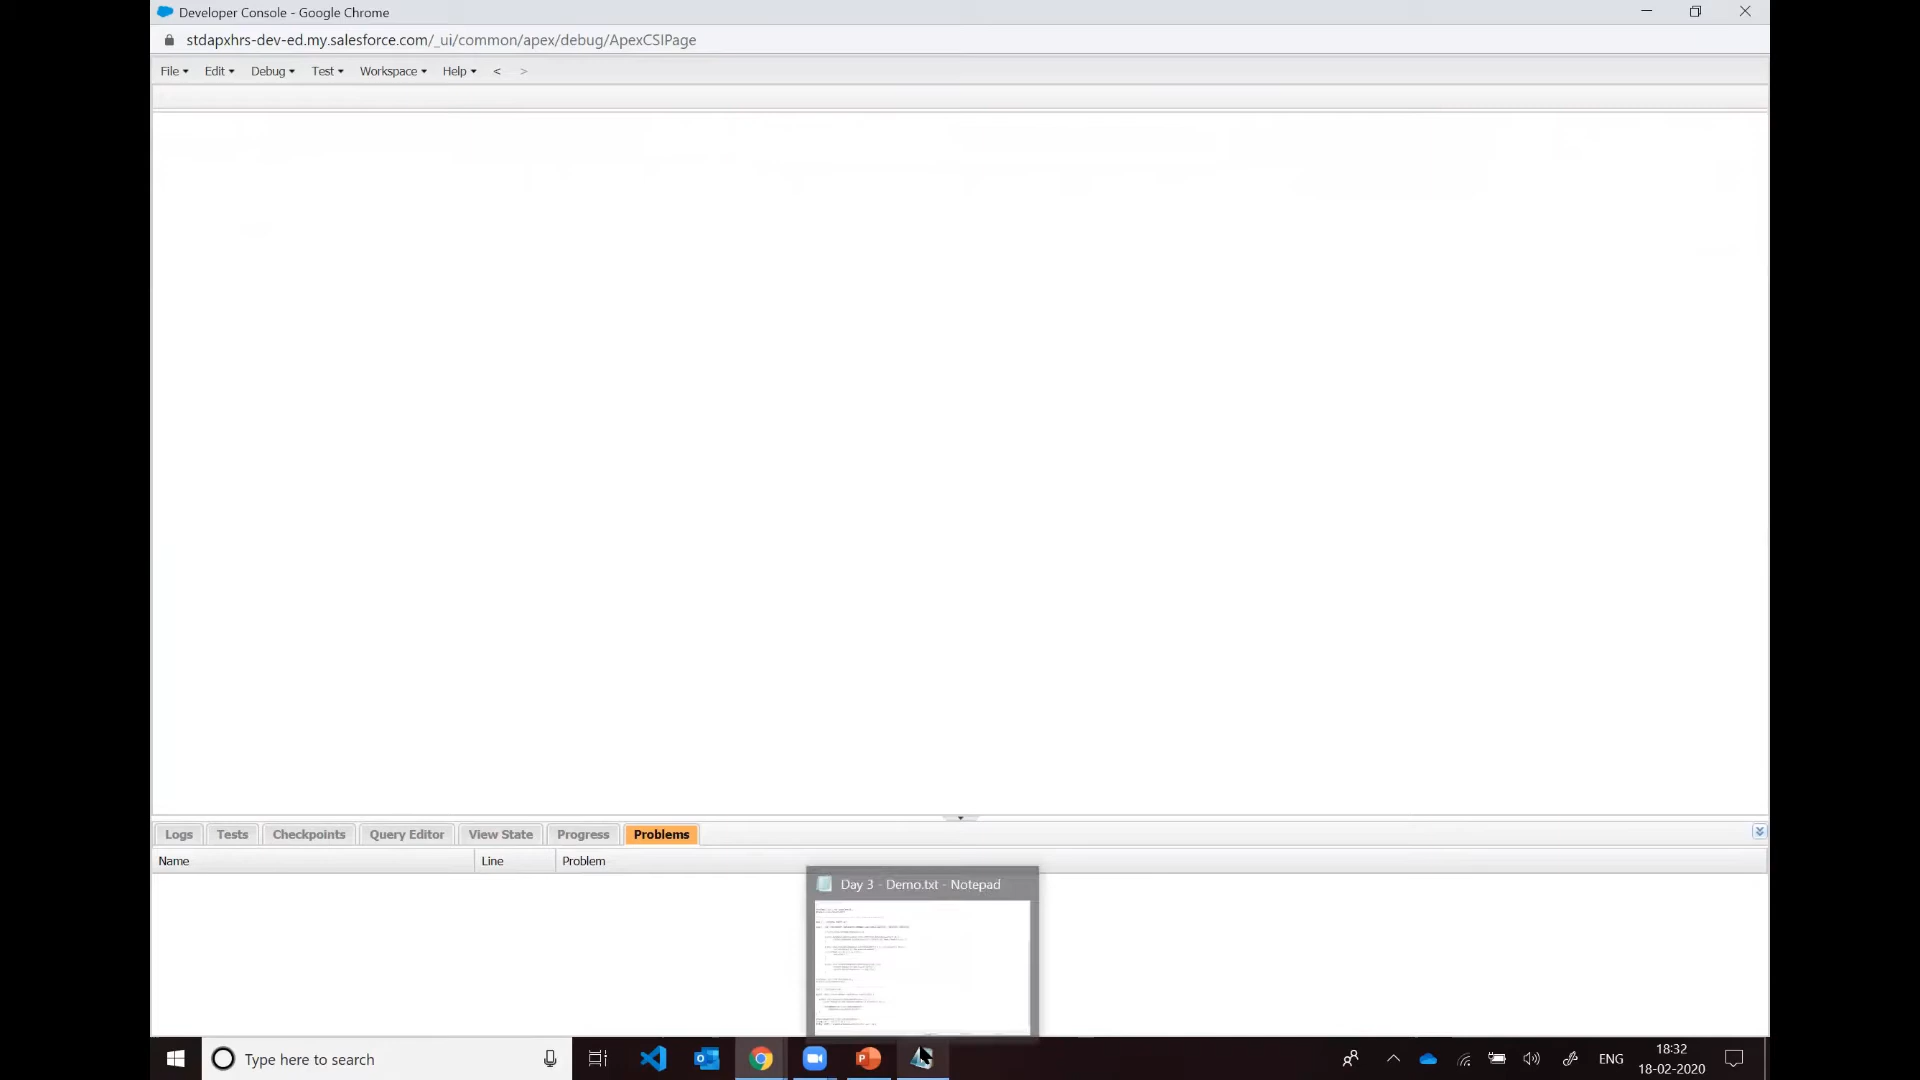 Developer Console - Google Chrome
stdapxhrs-dev-ed.my.salesforce.com/_ui/common/apex/debug/ApexCSIPage
File Edit Debug Test Workspace Help < >
Logs Tests Checkpoints Query Editor View State Progress Problems
Name Line Problem
Day 3 - Demo.txt - Notepad
Type here to search
ENG
18:32
18-02-2020